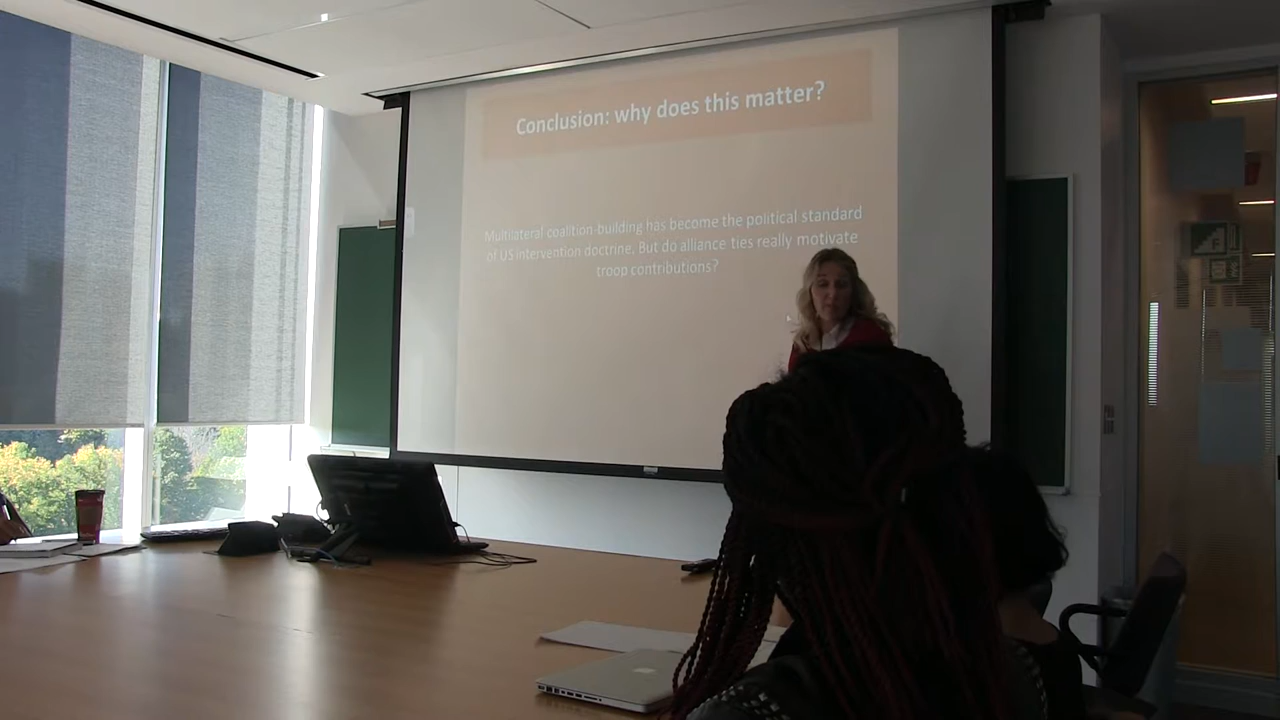 Conclusion: why does this matter?
Multilateral coalition-building has become the political standard
of US intervention doctrine. But do alliance ties really motivate
troop contributions?